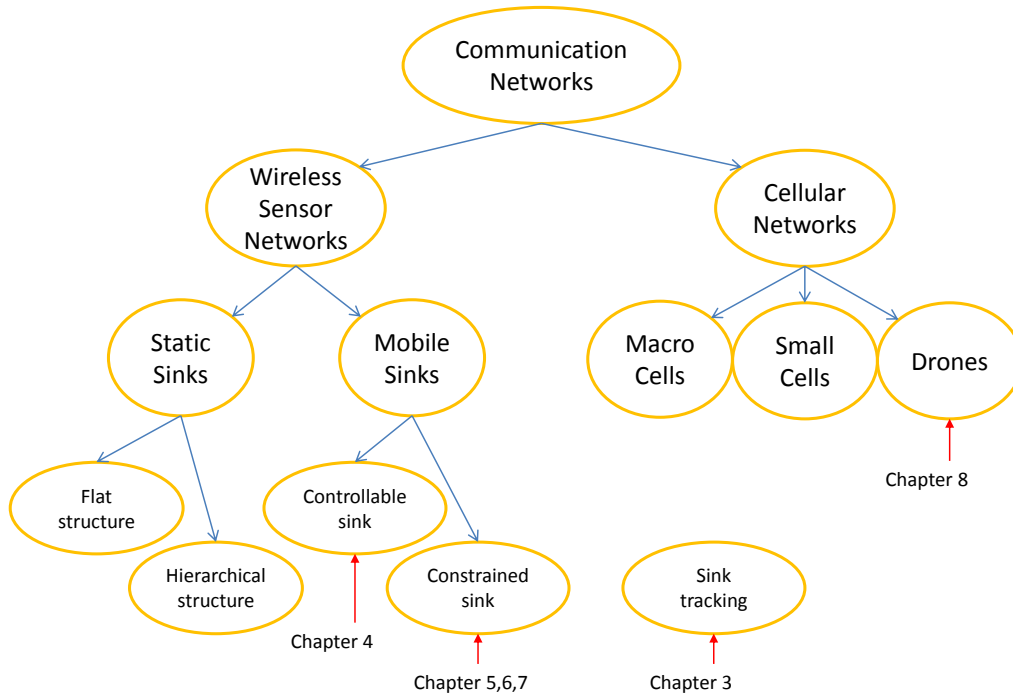 Communication
Networks
Wireless
Sensor
Networks
Cellular
Networks
Static
Sinks
Mobile
Sinks
Macro
Cells
Small
Cells
Drones
Chapter 8
Flat
structure
Controllable
sink
Hierarchical
structure
Constrained
sink
Sink
tracking
Chapter 4
Chapter 5,6,7
Chapter 3